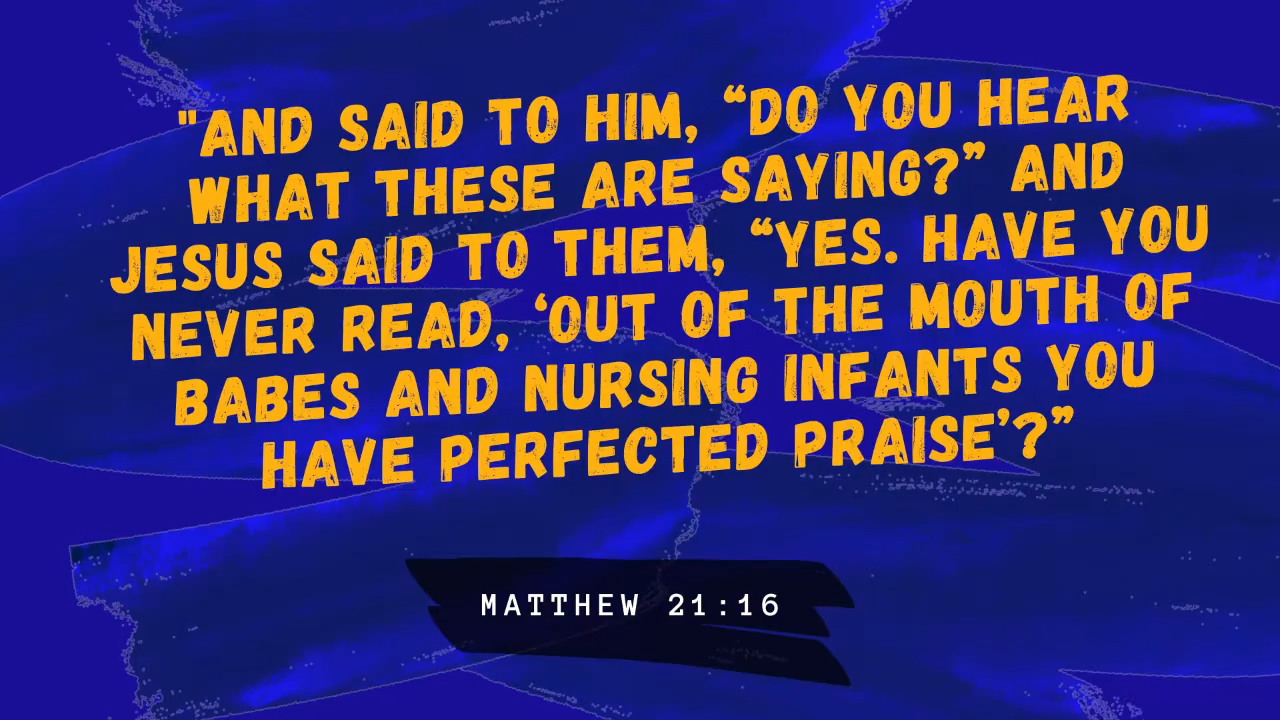 "AND SAID TO HIM, “DO YOU HEAR
WHAT THESE ARE SAYING?” AND
JESUS SAID TO THEM, “YES. HAVE YOU
NEVER READ, ‘OUT OF THE MOUTH OF
BABES AND NURSING INFANTS YOU
HAVE PERFECTED PRAISE’?”
MATTHEW 21:16